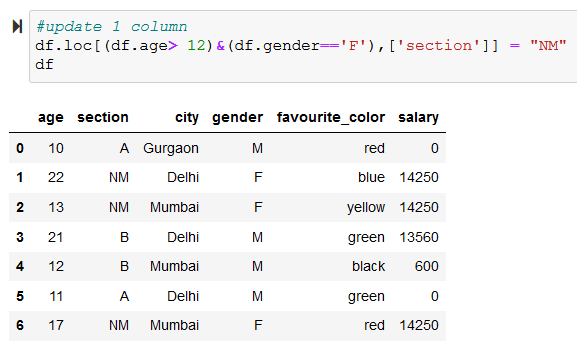 #update 1 column
df.loc[(df.age> 12)&(df.gender=='F'),['section']] = "NM"
df
age section city gender favourite_color salary
0 10 A Gurgaon M red 0
1 22 NM Delhi F blue 14250
2 13 NM Mumbai F yellow 14250
3 21 B Delhi M green 13560
4 12 B Mumbai M black 600
5 11 A Delhi M green 0
6 17 NM Mumbai F red 14250